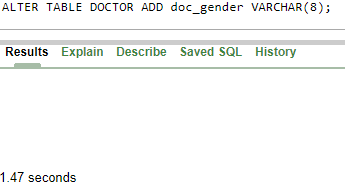 ALTER TABLE DOCTOR ADD doc_gender VARCHAR(8);
Results Explain Describe Saved SQL History
1.47 seconds